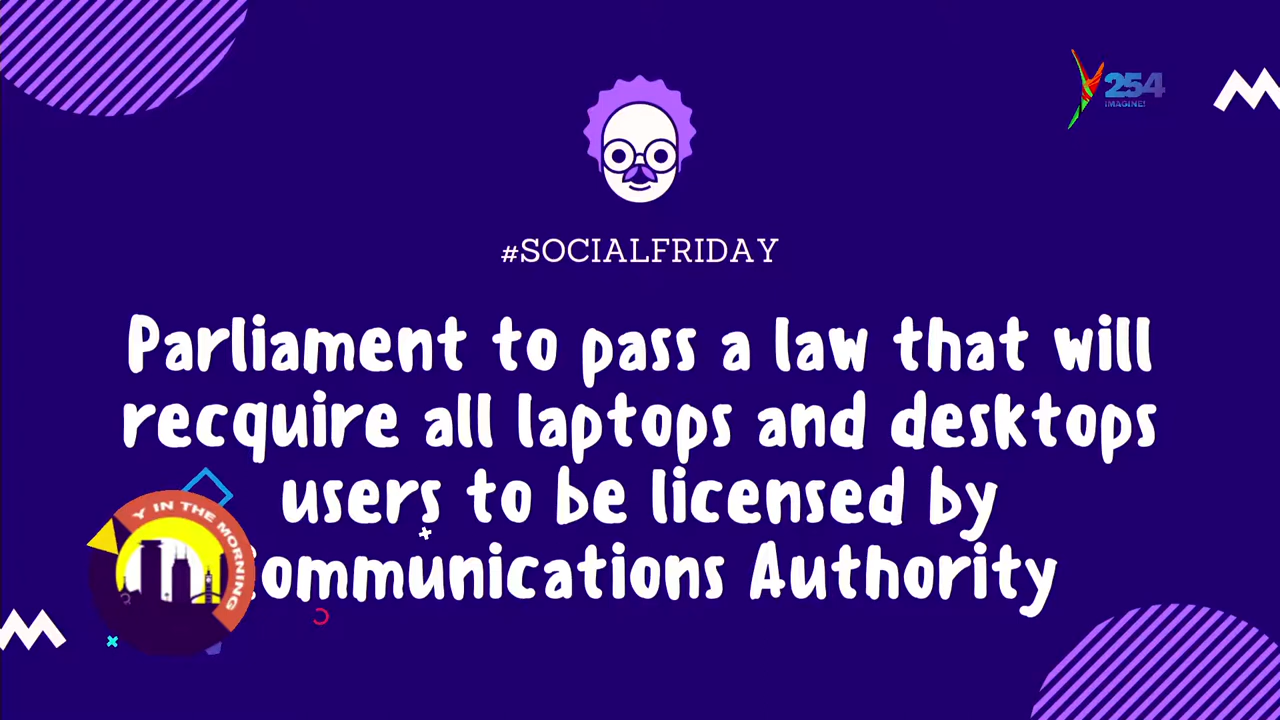 254
IMAGINE!
#SOCIALFRIDAY
Parliament to pass a law that will
recquire all laptops and desktops
users to be licensed by
ommunications Authority
Y IN THE MORNING